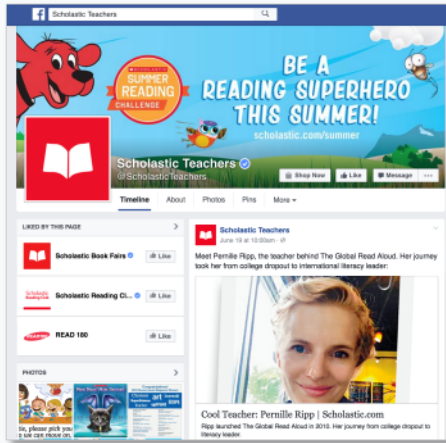 Scholastic Teachers
SCHOLASTIC
SUMMER
READING
CHALLENGE
BE A
READING SUPERHERO
THIS SUMMER!
scholastic.com/summer
Scholastic Teachers
@ScholasticTeachers
Shop Now Like Message ...
Timeline About Photos Pins More
LIKED BY THIS PAGE
Scholastic Book Fairs Like
Scholastic Reading Cl... Like
READ 180 Like
PHOTOS
Scholastic Teachers
June 19 at 10:00am
Meet Pernille Ripp, the teacher behind The Global Read Aloud. Her journey
took her from college dropout to international literacy leader:
Cool Teacher: Pernille Ripp | Scholastic.com
Ripp launched The Global Read Aloud in 2010. Her journey from college dropout to
literacy leader.